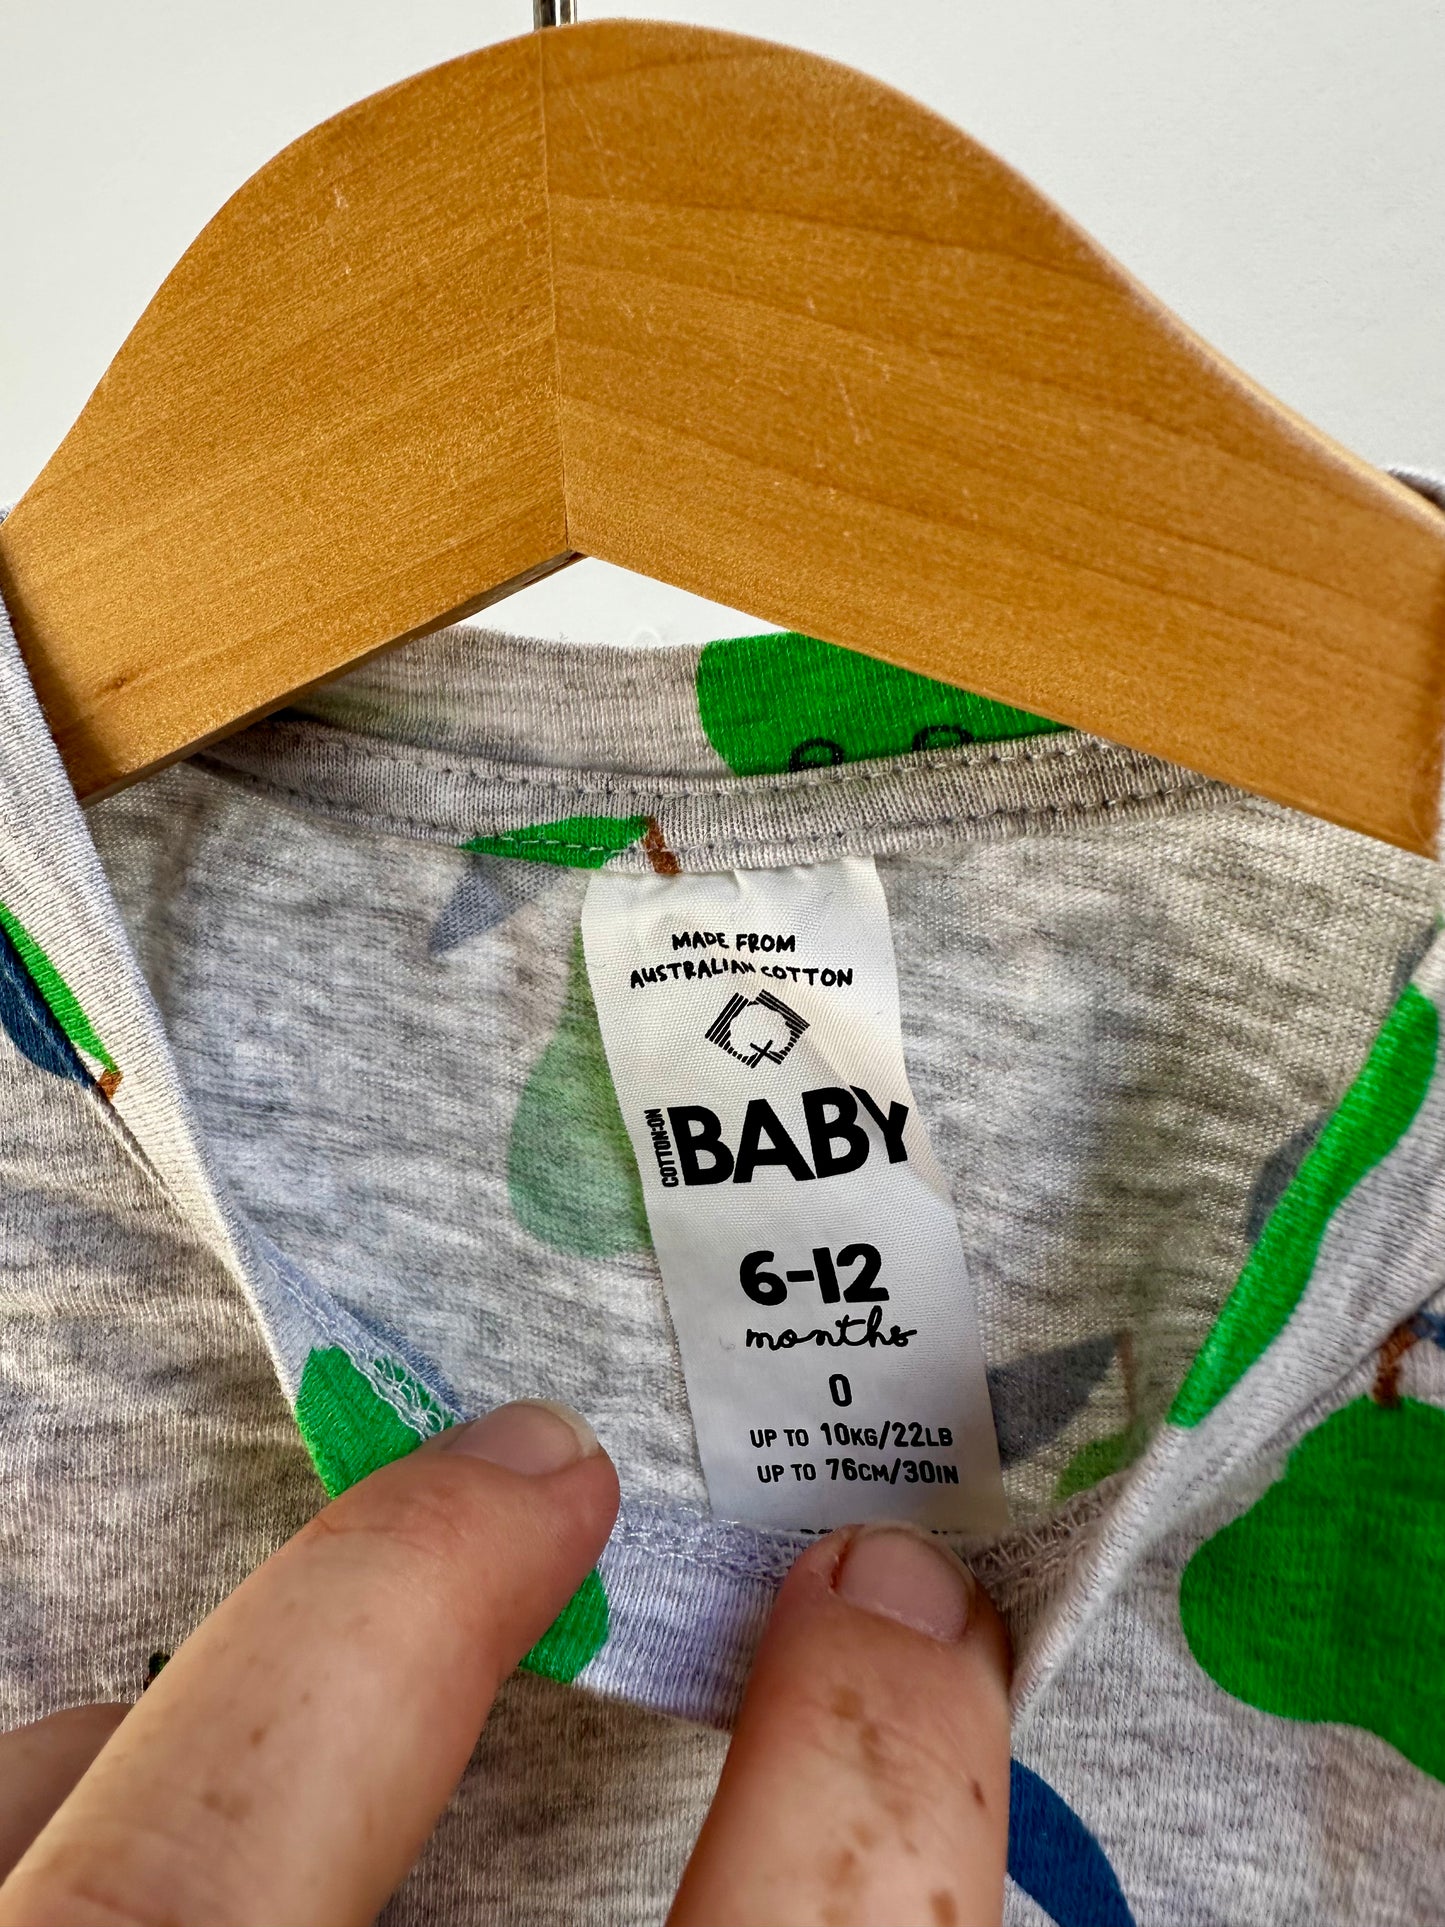 MADE FROM
AUSTRALIAN COTTON
COTTON:ON
BABY
6-12
months
0
UP TO 10KG/22LB
UP TO 76CM/30IN